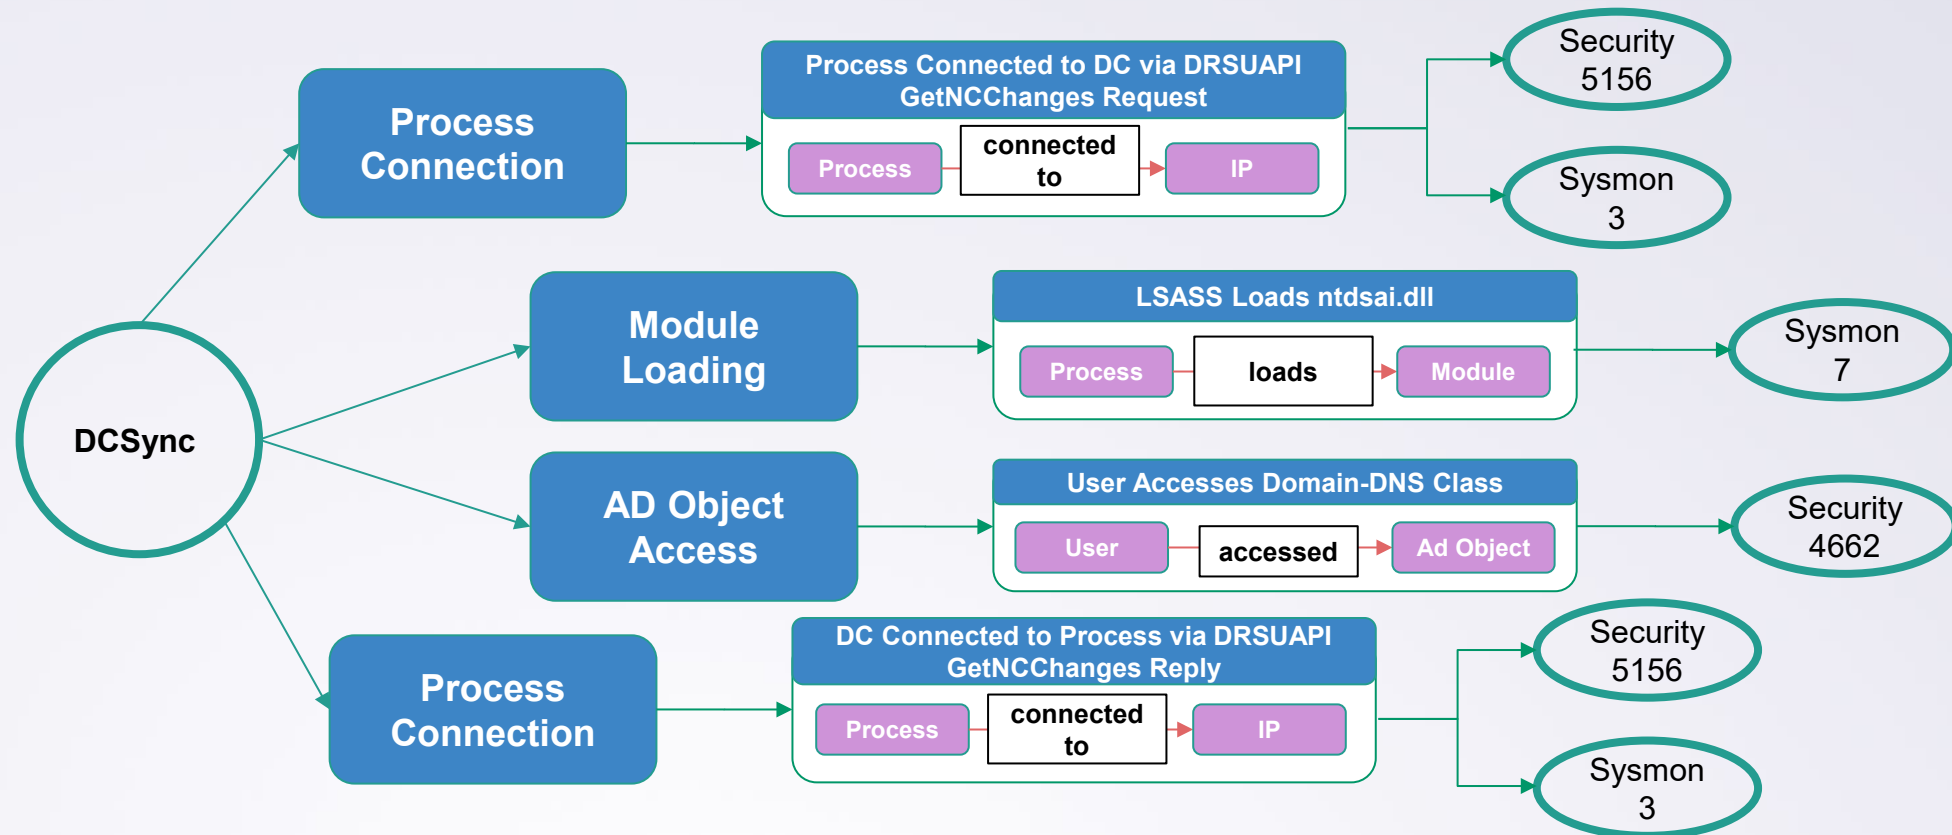 Process
Connection
Process Connected to DC via DRSUAPI
GetNCChanges Request
Process
connected
to
IP
Security
5156
Sysmon
3
DCSync
Module
Loading
LSASS Loads ntdsai.dll
Process
loads
Module
Sysmon
7
AD Object
Access
User Accesses Domain-DNS Class
User
accessed
Ad Object
Security
4662
Process
Connection
DC Connected to Process via DRSUAPI
GetNCChanges Reply
Process
connected
to
IP
Security
5156
Sysmon
3